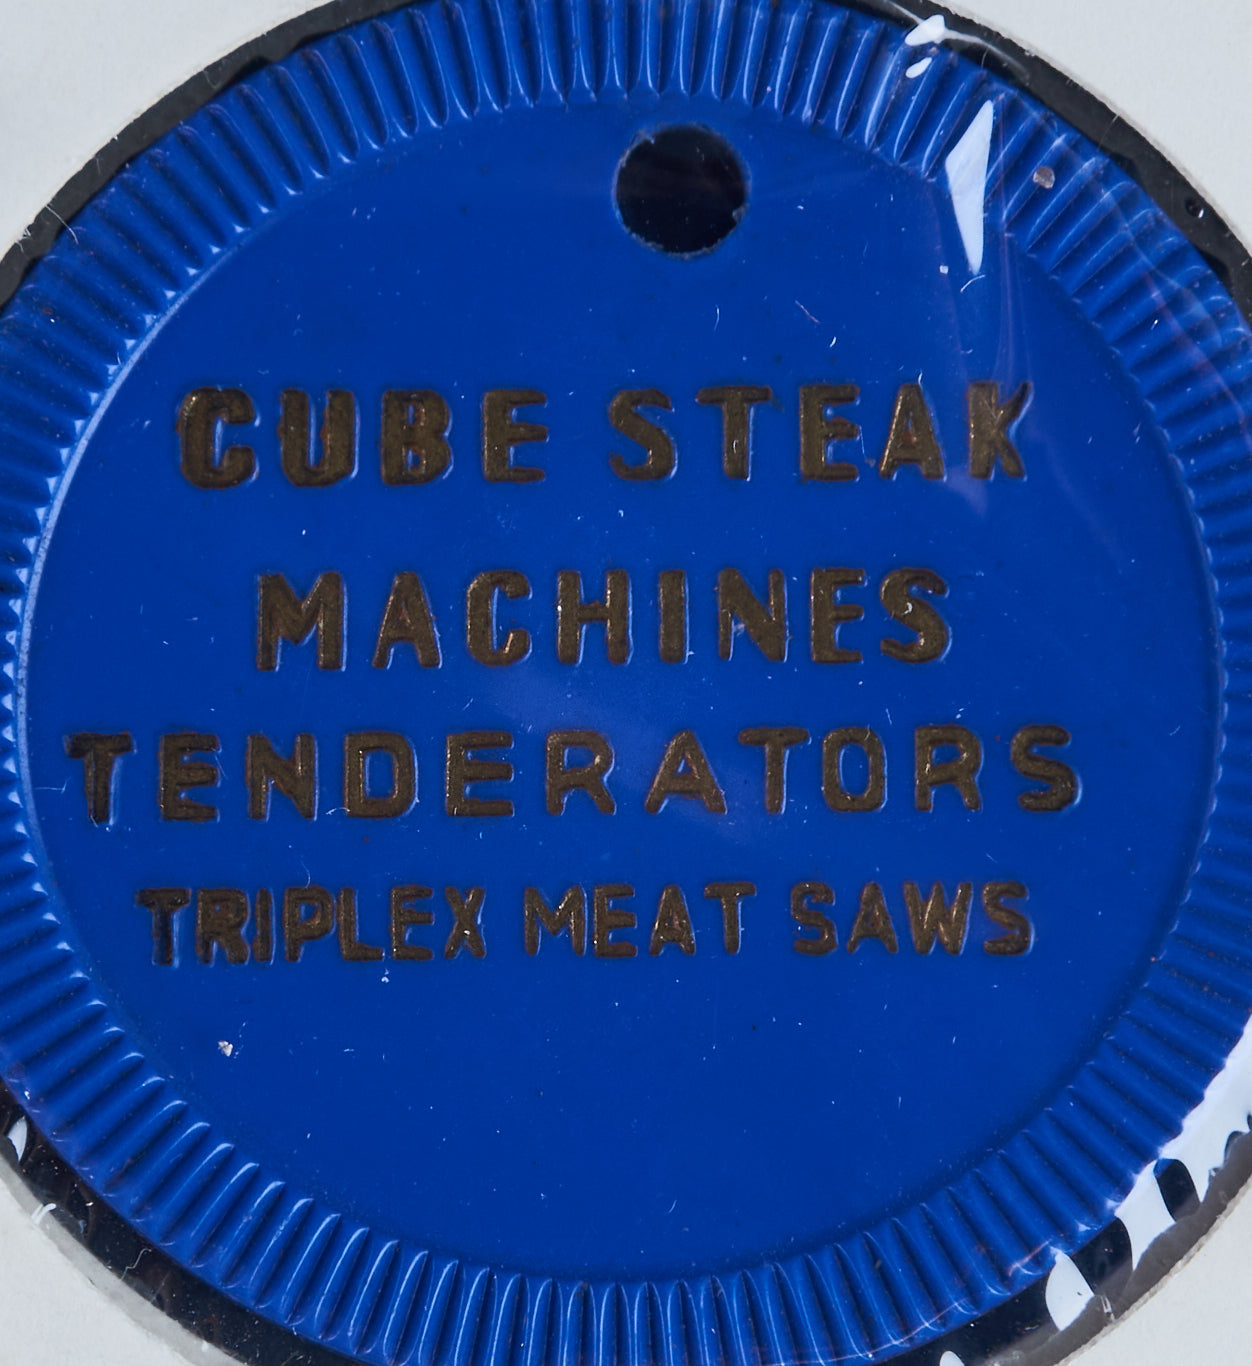 CUBE STEAK
MACHINES
TENDERATORS
TRIPLEX MEAT SAWS